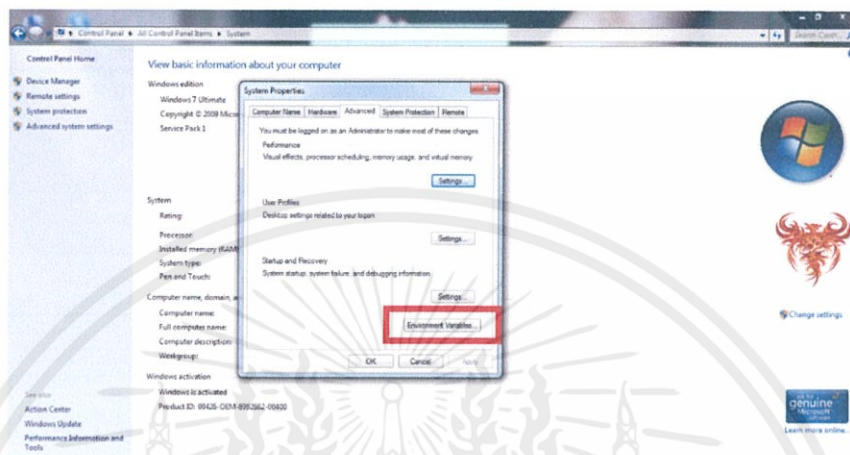 Control Panel ▸ All Control Panel Items ▸ System
Control Panel Home
Device Manager
Remote settings
System protection
Advanced system settings
See also
Action Center
Windows Update
Performance Information and
Tools
View basic information about your computer
Windows edition
Windows 7 Ultimate
Copyright © 2009 Micro
Service Pack 1
System
Rating:
Processor:
Installed memory (RAM)
System type:
Pen and Touch:
Computer name, domain, a
Computer name:
Full computer name:
Computer description:
Workgroup:
Windows activation
Windows is activated
Product ID: 00426-OEM-8992662-00400
System Properties
Computer Name
Hardware
Advanced
System Protection
Remote
You must be logged on as an Administrator to make most of these changes.
Performance
Visual effects, processor scheduling, memory usage, and virtual memory
Settings...
User Profiles
Desktop settings related to your logon
Settings...
Startup and Recovery
System startup, system failure, and debugging information
Settings...
Environment Variables...
OK
Cancel
Apply
Change settings
genuine
Microsoft
software
Learn more online...